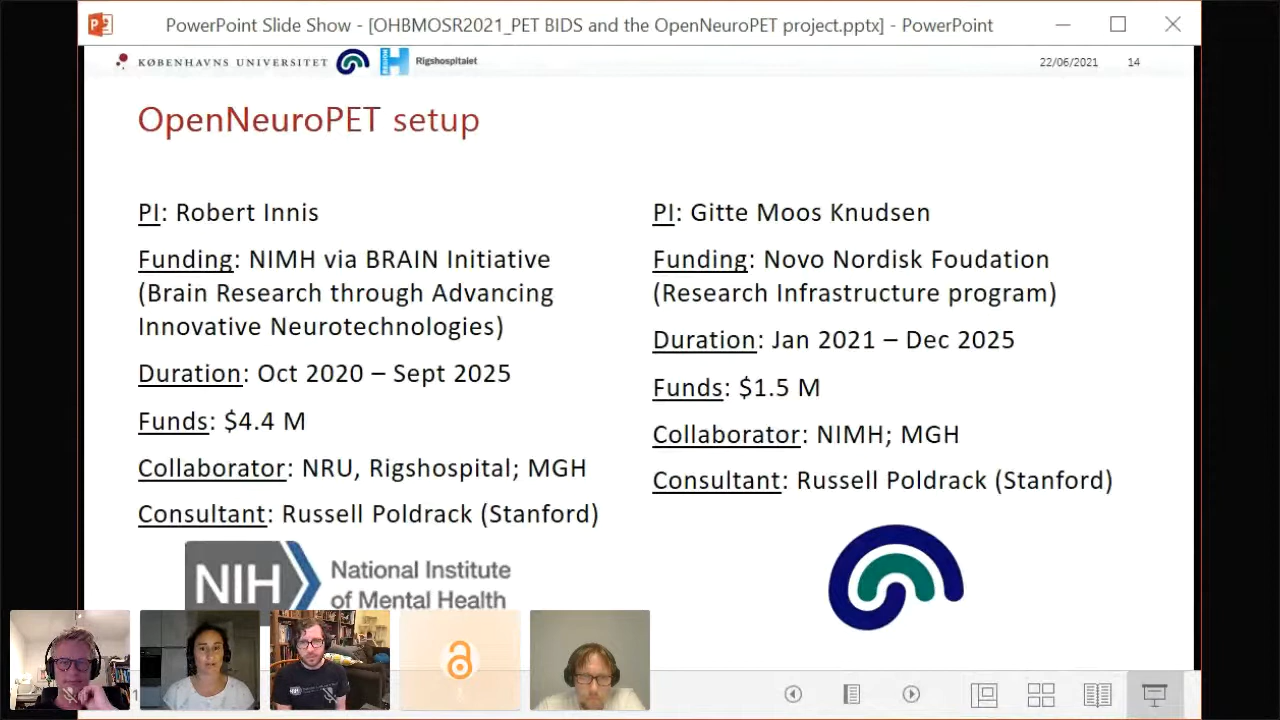 PowerPoint Slide Show - [OHBMOSR2021_PET BIDS and the OpenNeuroPET project.pptx] - PowerPoint
KØBENHAVNS UNIVERSITET
REGION H
Rigshospitalet
22/06/2021 14
OpenNeuroPET setup
PI: Robert Innis
Funding: NIMH via BRAIN Initiative
(Brain Research through Advancing
Innovative Neurotechnologies)
Duration: Oct 2020 – Sept 2025
Funds: $4.4 M
Collaborator: NRU, Rigshospital; MGH
Consultant: Russell Poldrack (Stanford)
NIH National Institute
of Mental Health
PI: Gitte Moos Knudsen
Funding: Novo Nordisk Foudation
(Research Infrastructure program)
Duration: Jan 2021 – Dec 2025
Funds: $1.5 M
Collaborator: NIMH; MGH
Consultant: Russell Poldrack (Stanford)